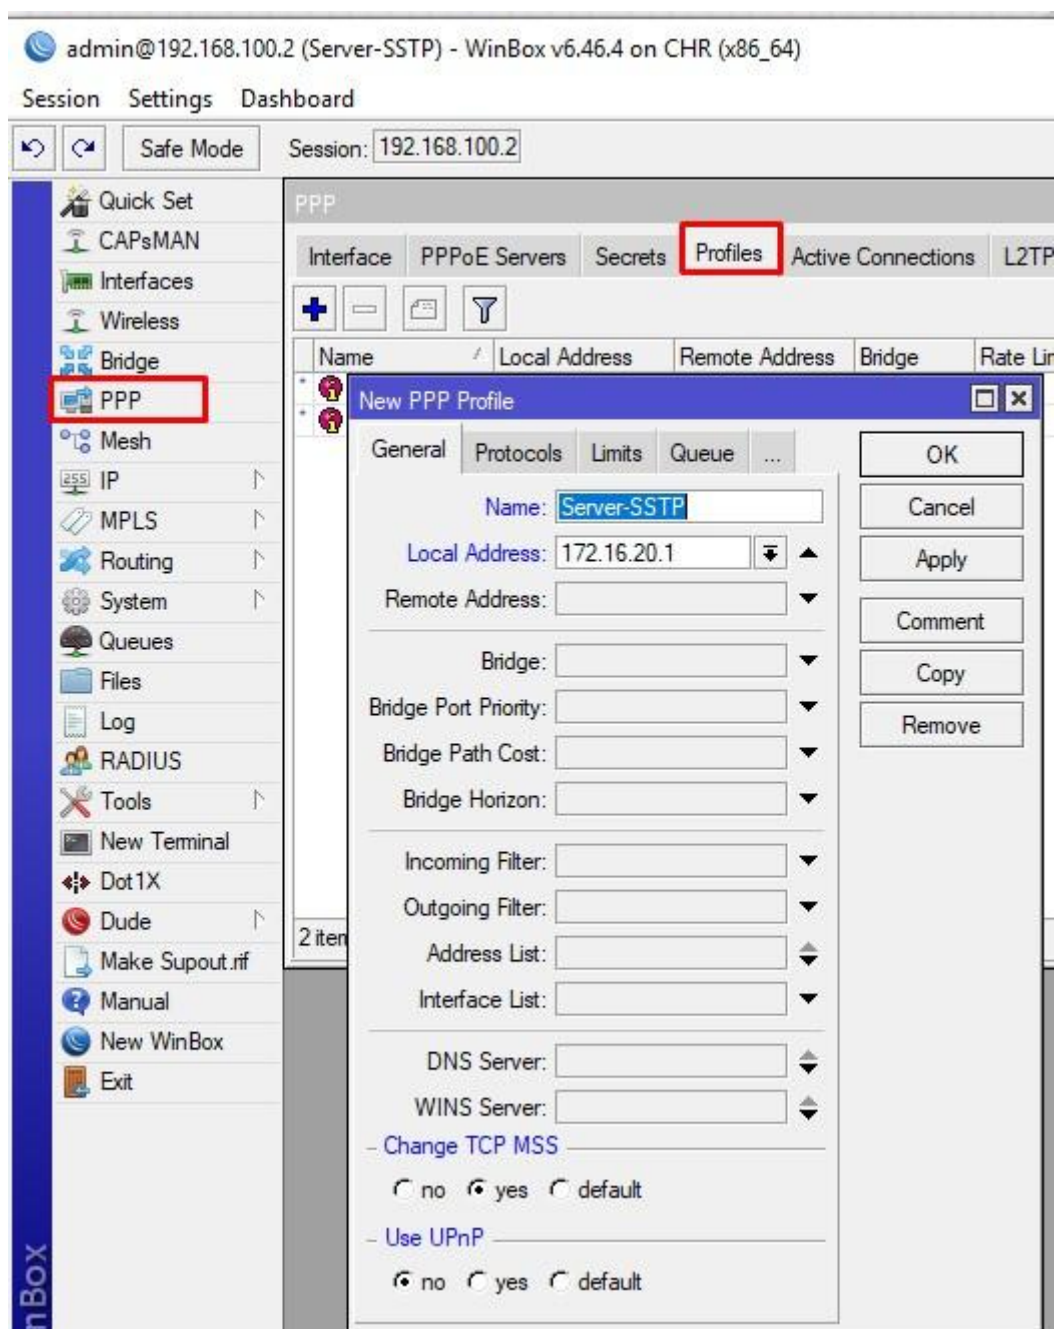 admin@192.168.100.2 (Server-SSTP) - WinBox v6.46.4 on CHR (x86_64)
Session Settings Dashboard
Safe Mode Session: 192.168.100.2
Quick Set
CAPsMAN
Interfaces
Wireless
Bridge
PPP
Mesh
IP
MPLS
Routing
System
Queues
Files
Log
RADIUS
Tools
New Terminal
Dot1X
Dude
Make Supout.rif
Manual
New WinBox
Exit
PPP
Interface PPPoE Servers Secrets Profiles Active Connections L2TP
Name Local Address Remote Address Bridge Rate Lim
2 item
New PPP Profile
General Protocols Limits Queue ...
Name: Server-SSTP
Local Address: 172.16.20.1
Remote Address:
Bridge:
Bridge Port Priority:
Bridge Path Cost:
Bridge Horizon:
Incoming Filter:
Outgoing Filter:
Address List:
Interface List:
DNS Server:
WINS Server:
Change TCP MSS
no yes default
Use UPnP
no yes default
OK
Cancel
Apply
Comment
Copy
Remove
nBox